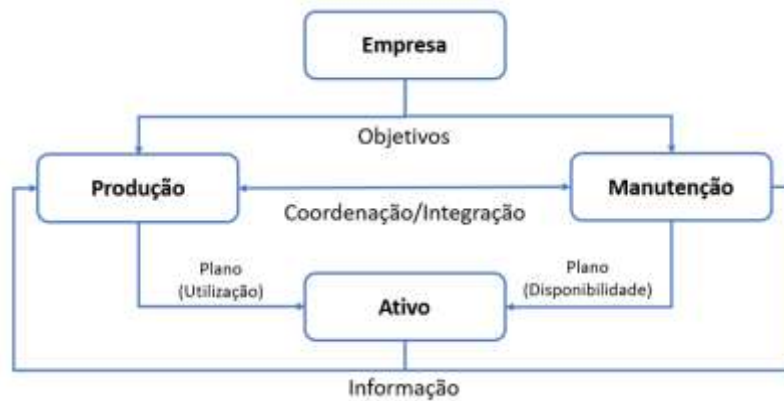 Empresa
Objetivos
Produção
Manutenção
Coordenação/Integração
Plano
(Utilização)
Plano
(Disponibilidade)
Ativo
Informação